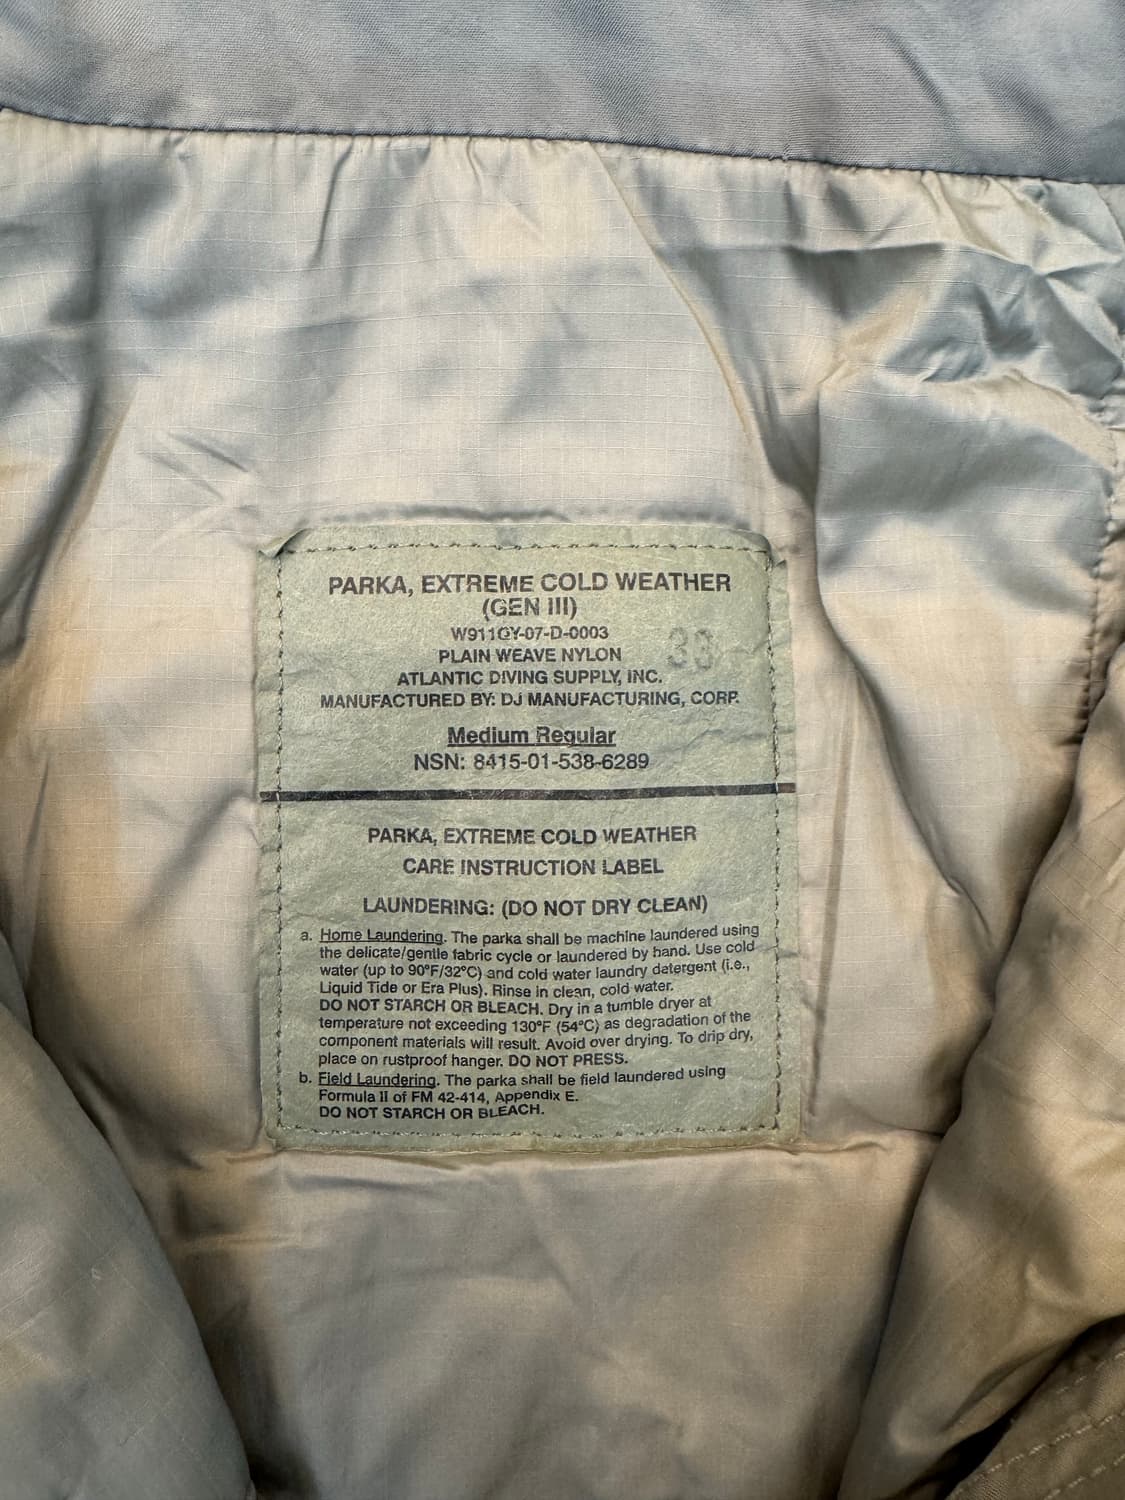 PARKA, EXTREME COLD WEATHER
(GEN III)
W911QY-07-D-0003
33
PLAIN WEAVE NYLON
ATLANTIC DIVING SUPPLY, INC.
MANUFACTURED BY: DJ MANUFACTURING, CORP.
Medium Regular
NSN: 8415-01-538-6289
PARKA, EXTREME COLD WEATHER
CARE INSTRUCTION LABEL
LAUNDERING: (DO NOT DRY CLEAN)
a. Home Laundering. The parka shall be machine laundered using
the delicate/gentle fabric cycle or laundered by hand. Use cold
water (up to 90°F/32°C) and cold water laundry detergent (i.e.,
Liquid Tide or Era Plus). Rinse in clean, cold water.
DO NOT STARCH OR BLEACH. Dry in a tumble dryer at
temperature not exceeding 130°F (54°C) as degradation of the
component materials will result. Avoid over drying. To drip dry,
place on rustproof hanger. DO NOT PRESS.
b. Field Laundering. The parka shall be field laundered using
Formula II of FM 42-414, Appendix E.
DO NOT STARCH OR BLEACH.